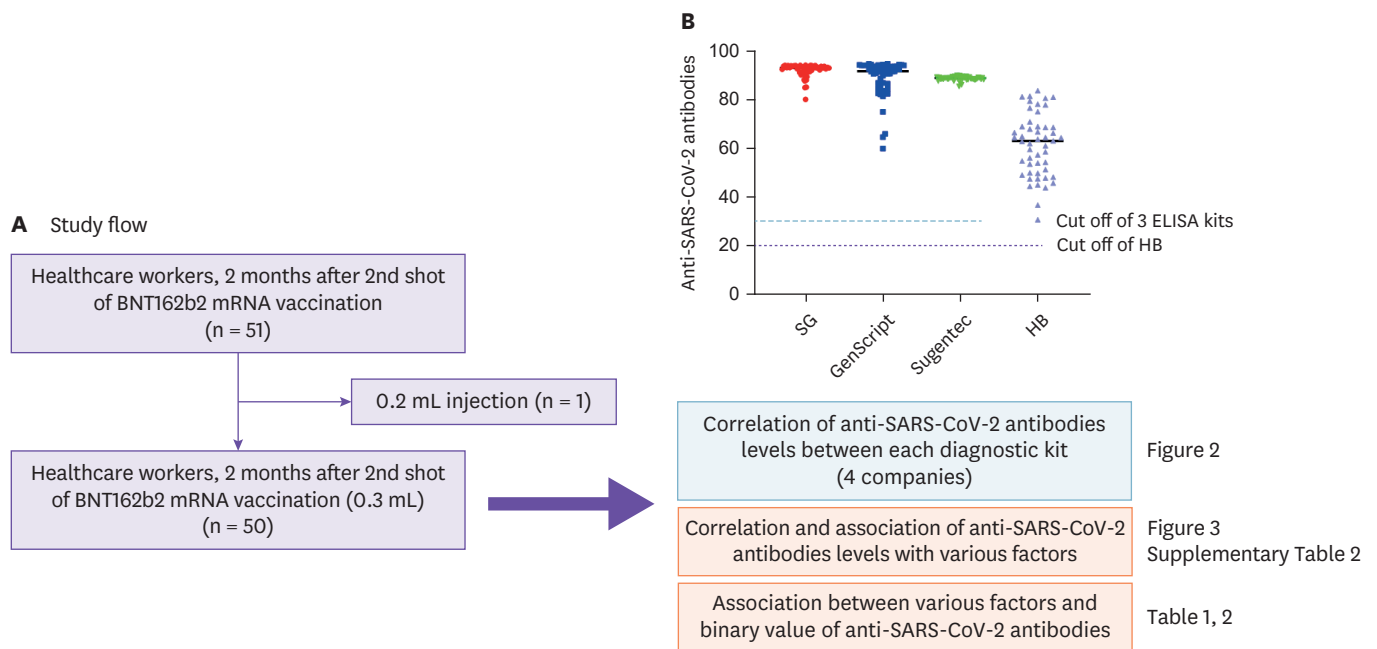 A Study flow
Healthcare workers, 2 months after 2nd shot
of BNT162b2 mRNA vaccination
(n = 51)
0.2 mL injection (n = 1)
Healthcare workers, 2 months after 2nd shot
of BNT162b2 mRNA vaccination (0.3 mL)
(n = 50)
B
Anti-SARS-CoV-2 antibodies
100
80
60
40
20
0
Cut off of 3 ELISA kits
Cut off of HB
SG
GenScript
Sugentec
HB
Correlation of anti-SARS-CoV-2 antibodies
levels between each diagnostic kit
(4 companies)
Figure 2
Correlation and association of anti-SARS-CoV-2
antibodies levels with various factors
Figure 3
Supplementary Table 2
Association between various factors and
binary value of anti-SARS-CoV-2 antibodies
Table 1, 2